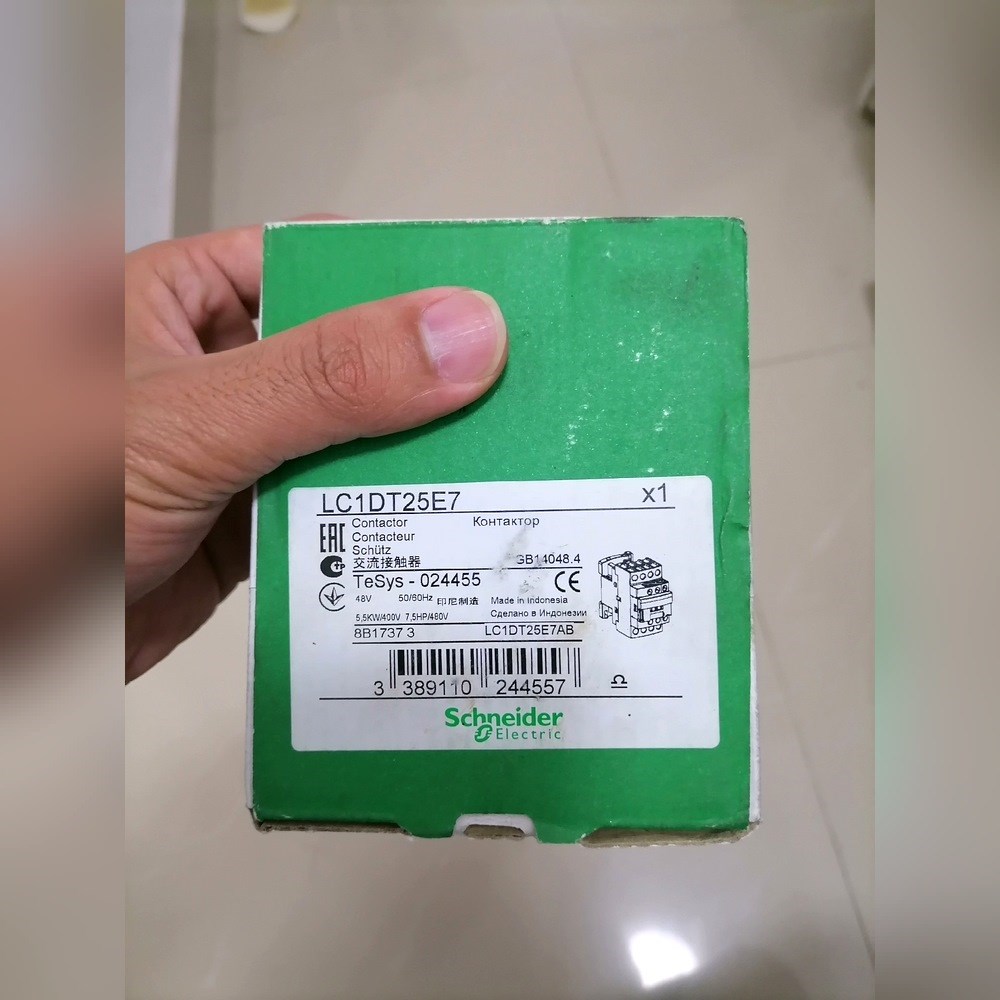 LC1DT25E7 x1
EAC Contactor Контактор
Contacteur
Schütz
交流接触器 GB14048.4
TeSys - 024455 CE
48V 50/60Hz 印尼制造 Made in Indonesia
5,5KW/400V 7,5HP/480V Сделано в Индонезии
8B1737 3 LC1DT25E7AB
3 389110 244557
Schneider
Electric